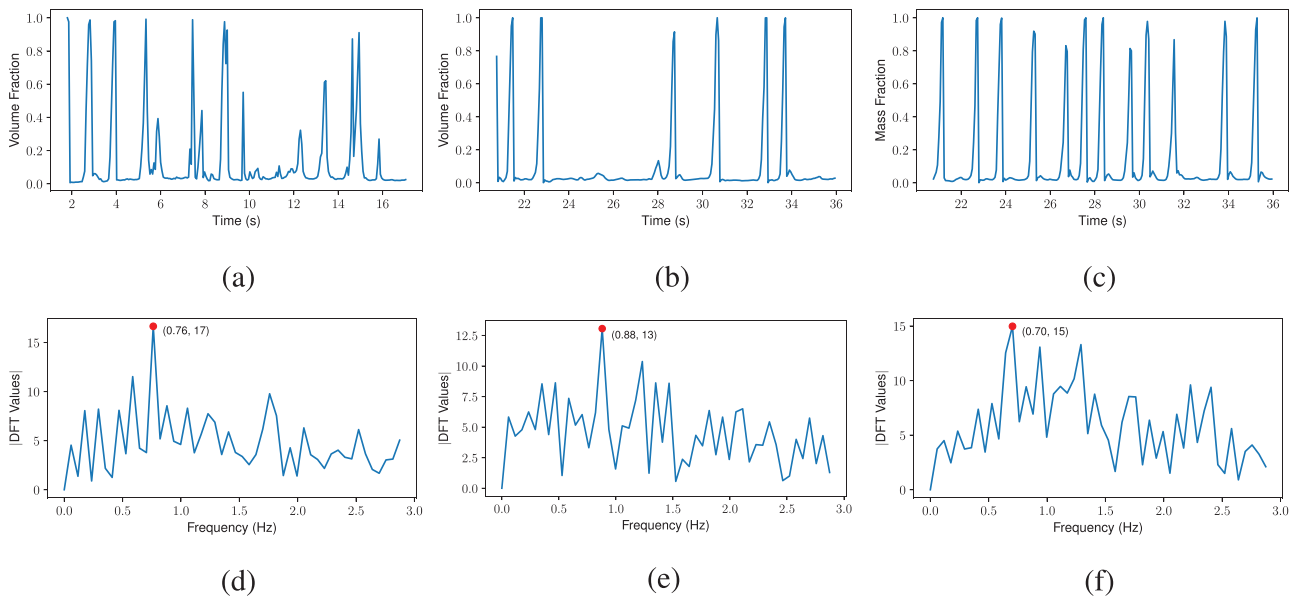 1.0
0.8
0.6
0.4
0.2
0.0
Volume Fraction
2 4 6 8 10 12 14 16
Time (s)
(a)
1.0
0.8
0.6
0.4
0.2
0.0
Volume Fraction
22 24 26 28 30 32 34 36
Time (s)
(b)
1.0
0.8
0.6
0.4
0.2
0.0
Mass Fraction
22 24 26 28 30 32 34 36
Time (s)
(c)
15
10
5
0
|DFT Values|
(0.76, 17)
0.0 0.5 1.0 1.5 2.0 2.5 3.0
Frequency (Hz)
(d)
12.5
10.0
7.5
5.0
2.5
0.0
|DFT Values|
(0.88, 13)
0.0 0.5 1.0 1.5 2.0 2.5 3.0
Frequency (Hz)
(e)
15
10
5
0
|DFT Values|
(0.70, 15)
0.0 0.5 1.0 1.5 2.0 2.5 3.0
Frequency (Hz)
(f)